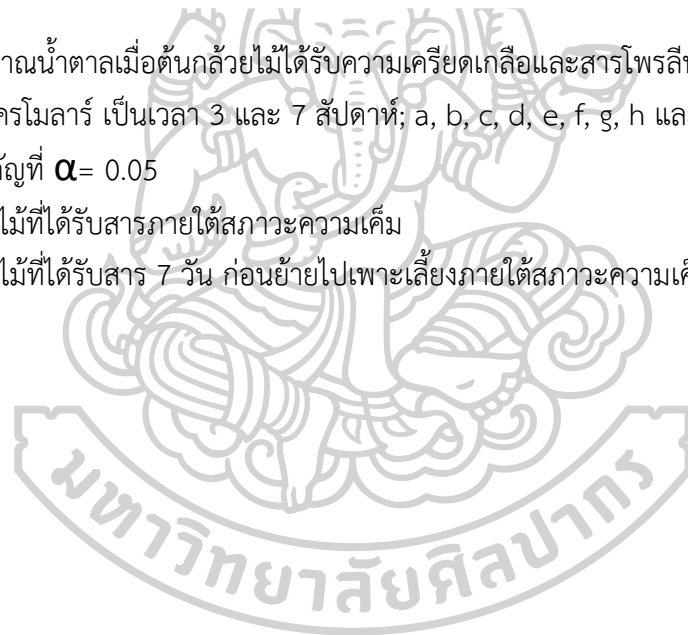 าณน้ำตาลเมื่อต้นกล้วยไม้ได้รับความเครียดเกลือและสารโพรลีน
ครโมลาร์ เป็นเวลา 3 และ 7 สัปดาห์; a, b, c, d, e, f, g, h และ
ัญที่ α= 0.05
ไม้ที่ได้รับสารภายใต้สภาวะความเค็ม
ไม้ที่ได้รับสาร 7 วัน ก่อนย้ายไปเพาะเลี้ยงภายใต้สภาวะความเค็ม
มหาวิทยาลัยศิลปากร